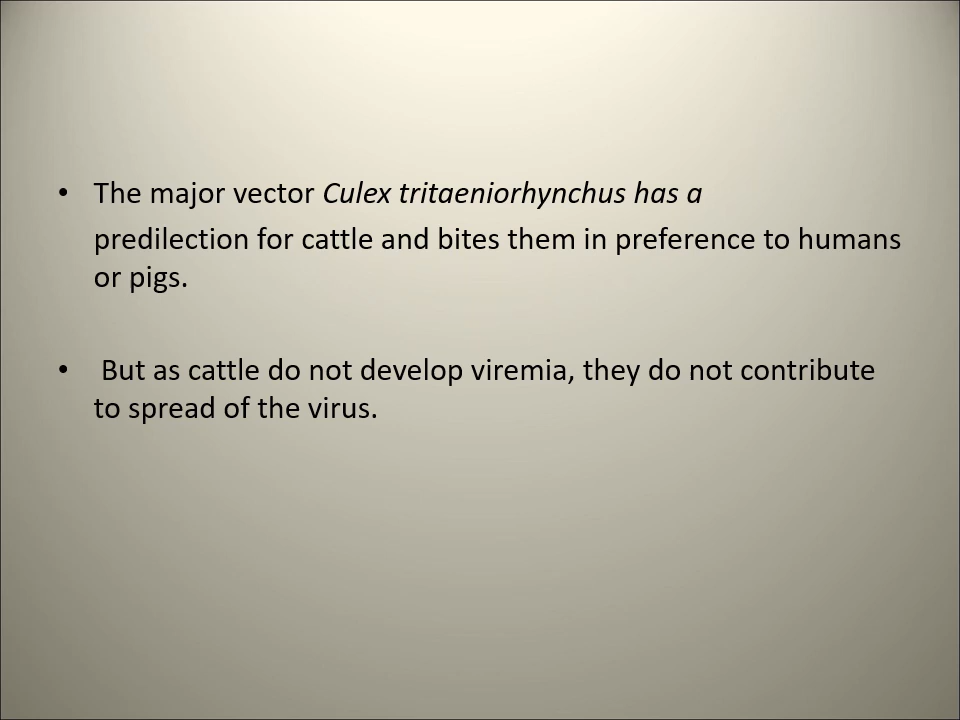 • The major vector Culex tritaeniorhynchus has a
predilection for cattle and bites them in preference to humans
or pigs.
• But as cattle do not develop viremia, they do not contribute
to spread of the virus.